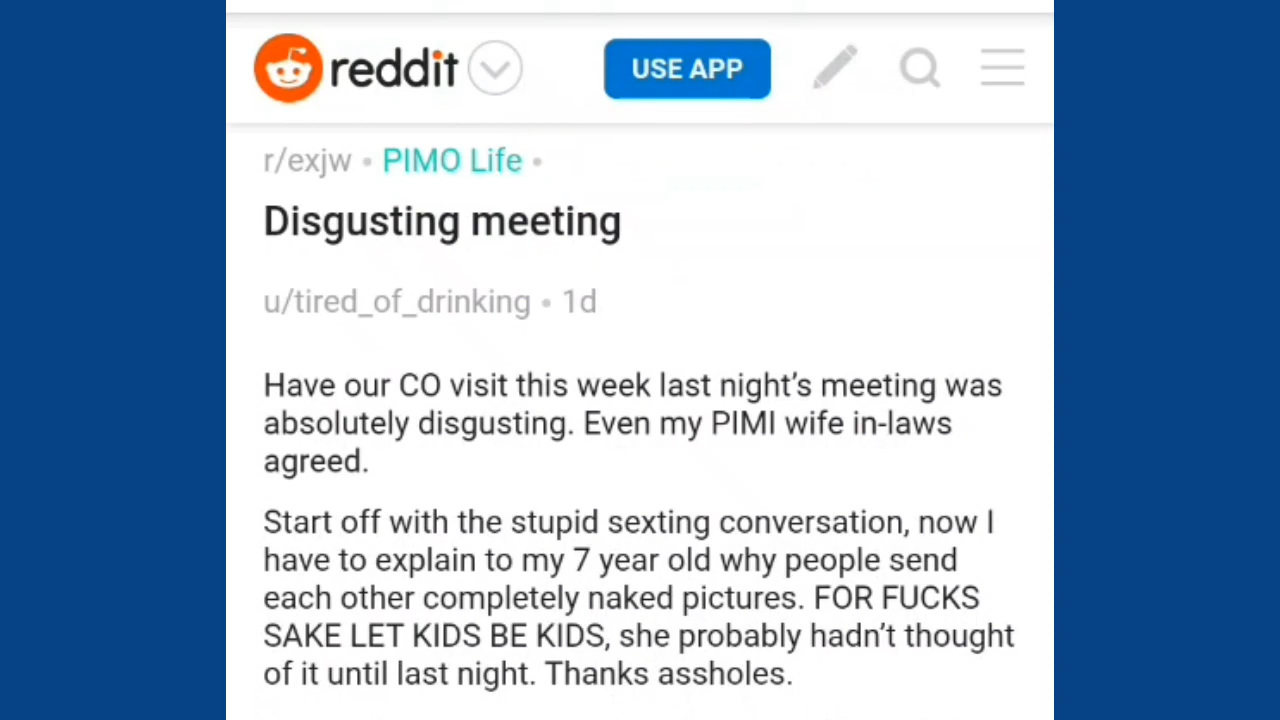 reddit
USE APP
r/exjw • PIMO Life •
Disgusting meeting
u/tired_of_drinking • 1d
Have our CO visit this week last night’s meeting was
absolutely disgusting. Even my PIMI wife in-laws
agreed.
Start off with the stupid sexting conversation, now I
have to explain to my 7 year old why people send
each other completely naked pictures. FOR FUCKS
SAKE LET KIDS BE KIDS, she probably hadn’t thought
of it until last night. Thanks assholes.